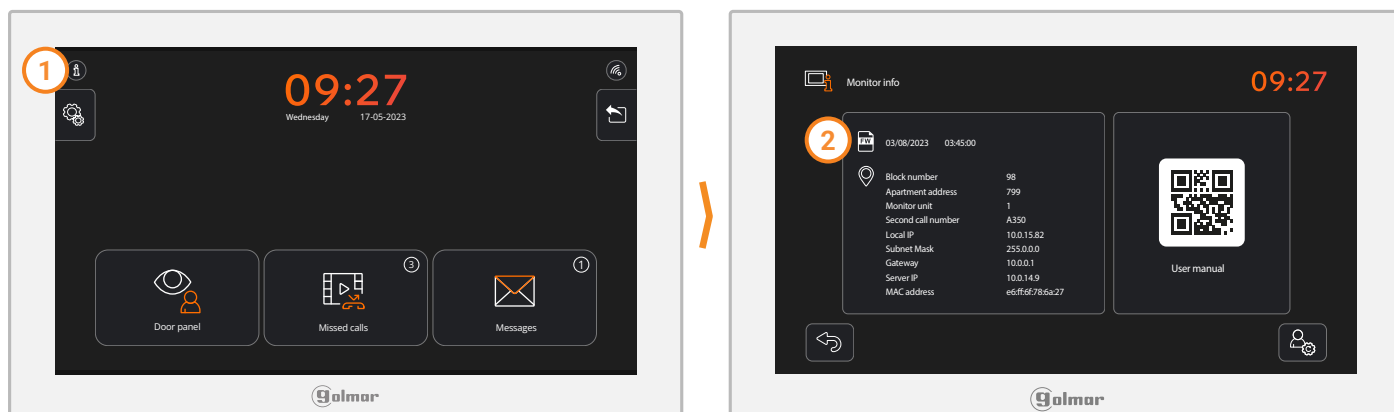 1
09:27
Wednesday 17-05-2023
Door panel
3
Missed calls
1
Messages
golmar
Monitor info
09:27
2
FW
03/08/2023 03:45:00
Block number 98
Apartment address 799
Monitor unit 1
Second call number A350
Local IP 10.0.15.82
Subnet Mask 255.0.0.0
Gateway 10.0.0.1
Server IP 10.0.14.9
MAC address e6:ff:6f:78:6a:27
User manual
golmar